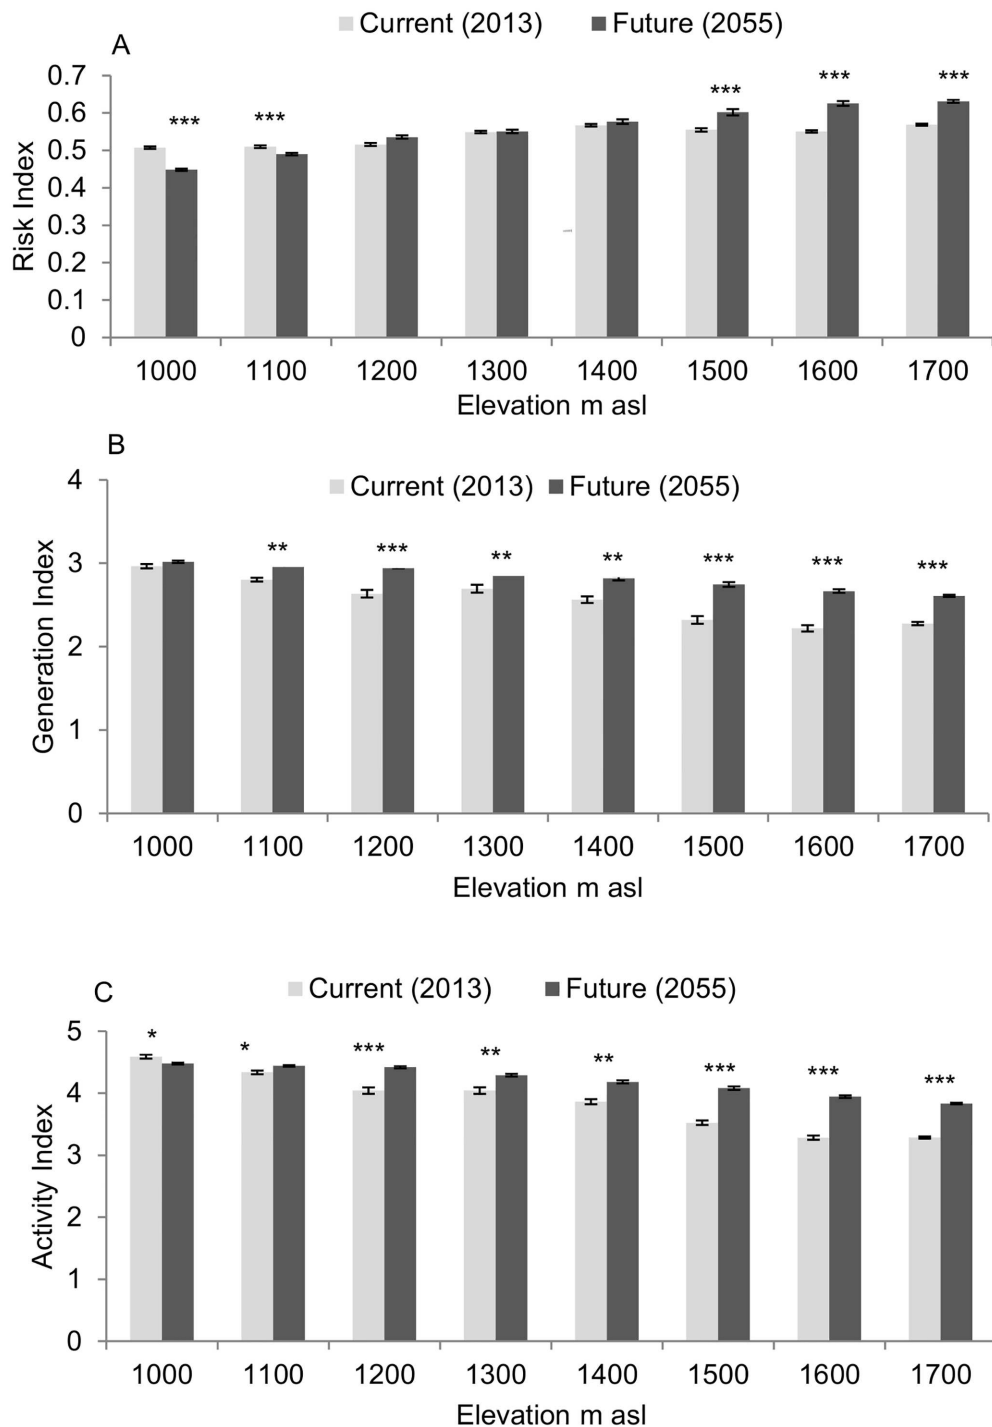 Current (2013) Future (2055)
A
0.7
0.6
0.5
0.4
0.3
0.2
0.1
0
Risk Index
*** *** *** *** ***
1000 1100 1200 1300 1400 1500 1600 1700
Elevation m asl
B
Current (2013) Future (2055)
4
3
2
1
0
Generation Index
** *** ** ** *** *** ***
1000 1100 1200 1300 1400 1500 1600 1700
Elevation m asl
C
Current (2013) Future (2055)
5
4
3
2
1
0
Activity Index
* * *** ** ** *** *** ***
1000 1100 1200 1300 1400 1500 1600 1700
Elevation m asl